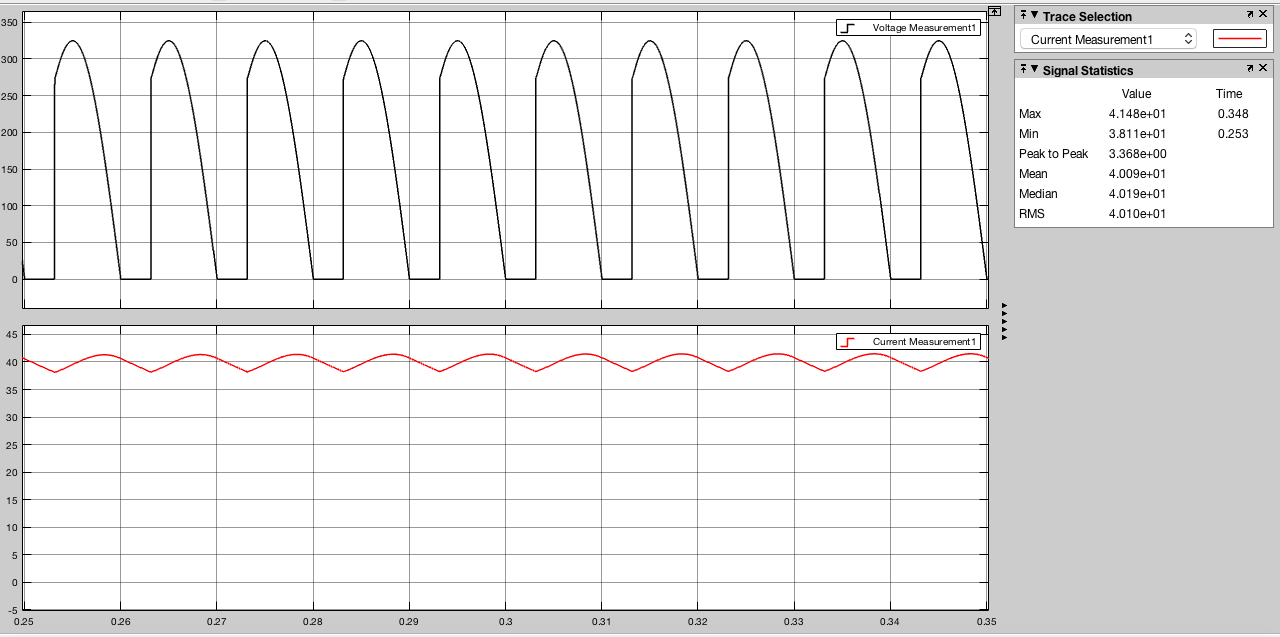 350
300
250
200
150
100
50
0
Voltage Measurement1
45
40
35
30
25
20
15
10
5
0
-5
Current Measurement1
0.25 0.26 0.27 0.28 0.29 0.3 0.31 0.32 0.33 0.34 0.35
Trace Selection
Current Measurement1
Signal Statistics
Value Time
Max 4.148e+01 0.348
Min 3.811e+01 0.253
Peak to Peak 3.368e+00
Mean 4.009e+01
Median 4.019e+01
RMS 4.010e+01